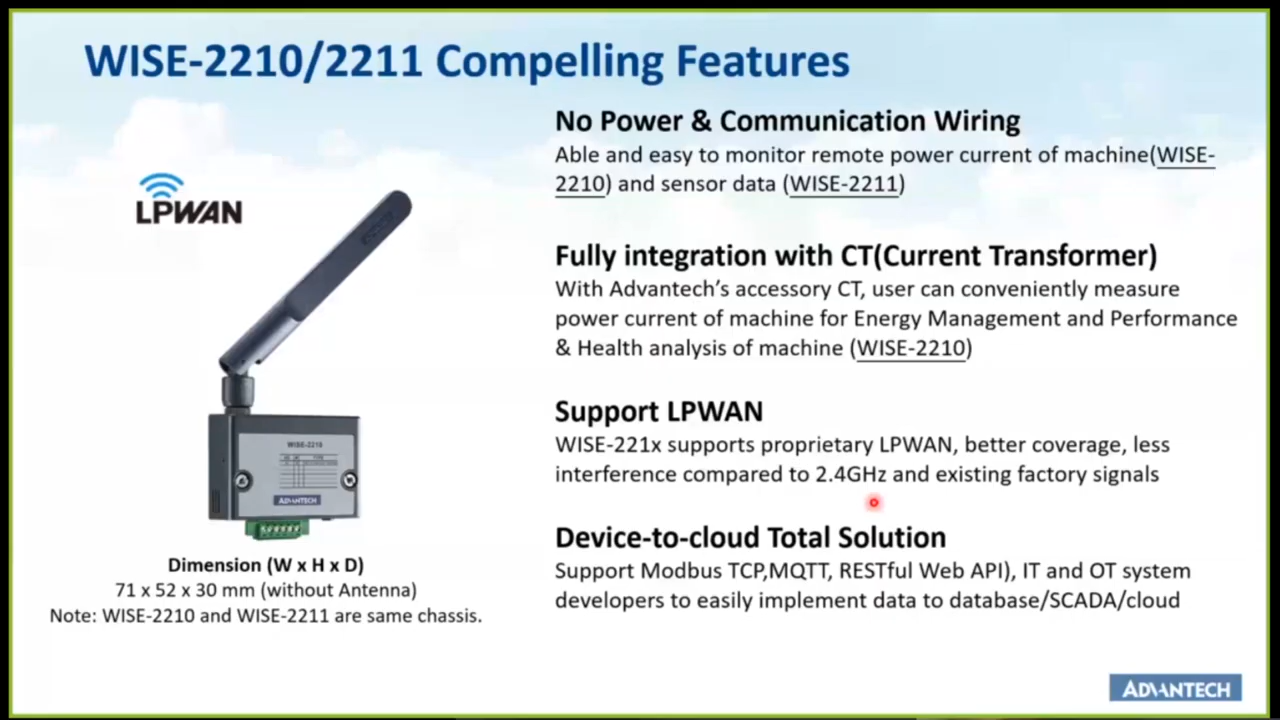 WISE-2210/2211 Compelling Features
LPWAN
No Power & Communication Wiring
Able and easy to monitor remote power current of machine(WISE-
2210) and sensor data (WISE-2211)
Fully integration with CT(Current Transformer)
With Advantech's accessory CT, user can conveniently measure
power current of machine for Energy Management and Performance
& Health analysis of machine (WISE-2210)
Support LPWAN
WISE-221x supports proprietary LPWAN, better coverage, less
interference compared to 2.4GHz and existing factory signals
Device-to-cloud Total Solution
Support Modbus TCP,MQTT, RESTful Web API), IT and OT system
developers to easily implement data to database/SCADA/cloud
WISE-2210
ADVANTECH
Dimension (W x H x D)
71 x 52 x 30 mm (without Antenna)
Note: WISE-2210 and WISE-2211 are same chassis.
ADVANTECH